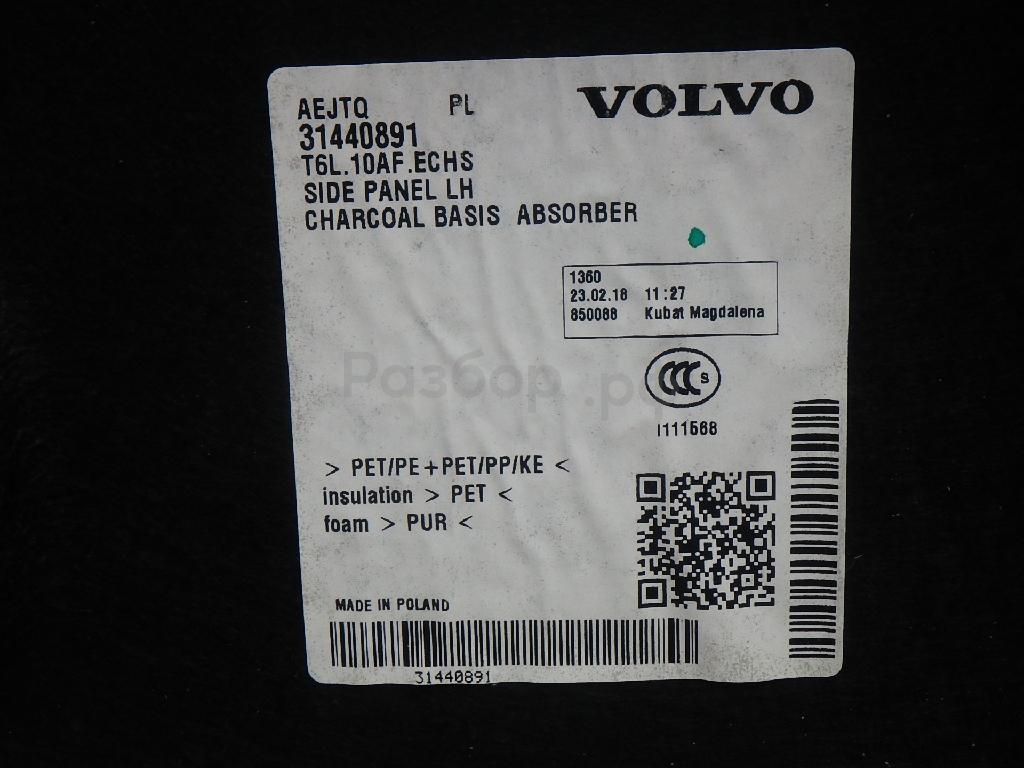 AEJTQ PL
VOLVO
31440891
T6L.10AF.ECHS
SIDE PANEL LH
CHARCOAL BASIS ABSORBER
1360
23.02.18 11:27
850088 Kubat Magdalena
CCC S
I111568
Разбор.рф
> PET/PE+PET/PP/KE <
insulation > PET <
foam > PUR <
MADE IN POLAND
31440891